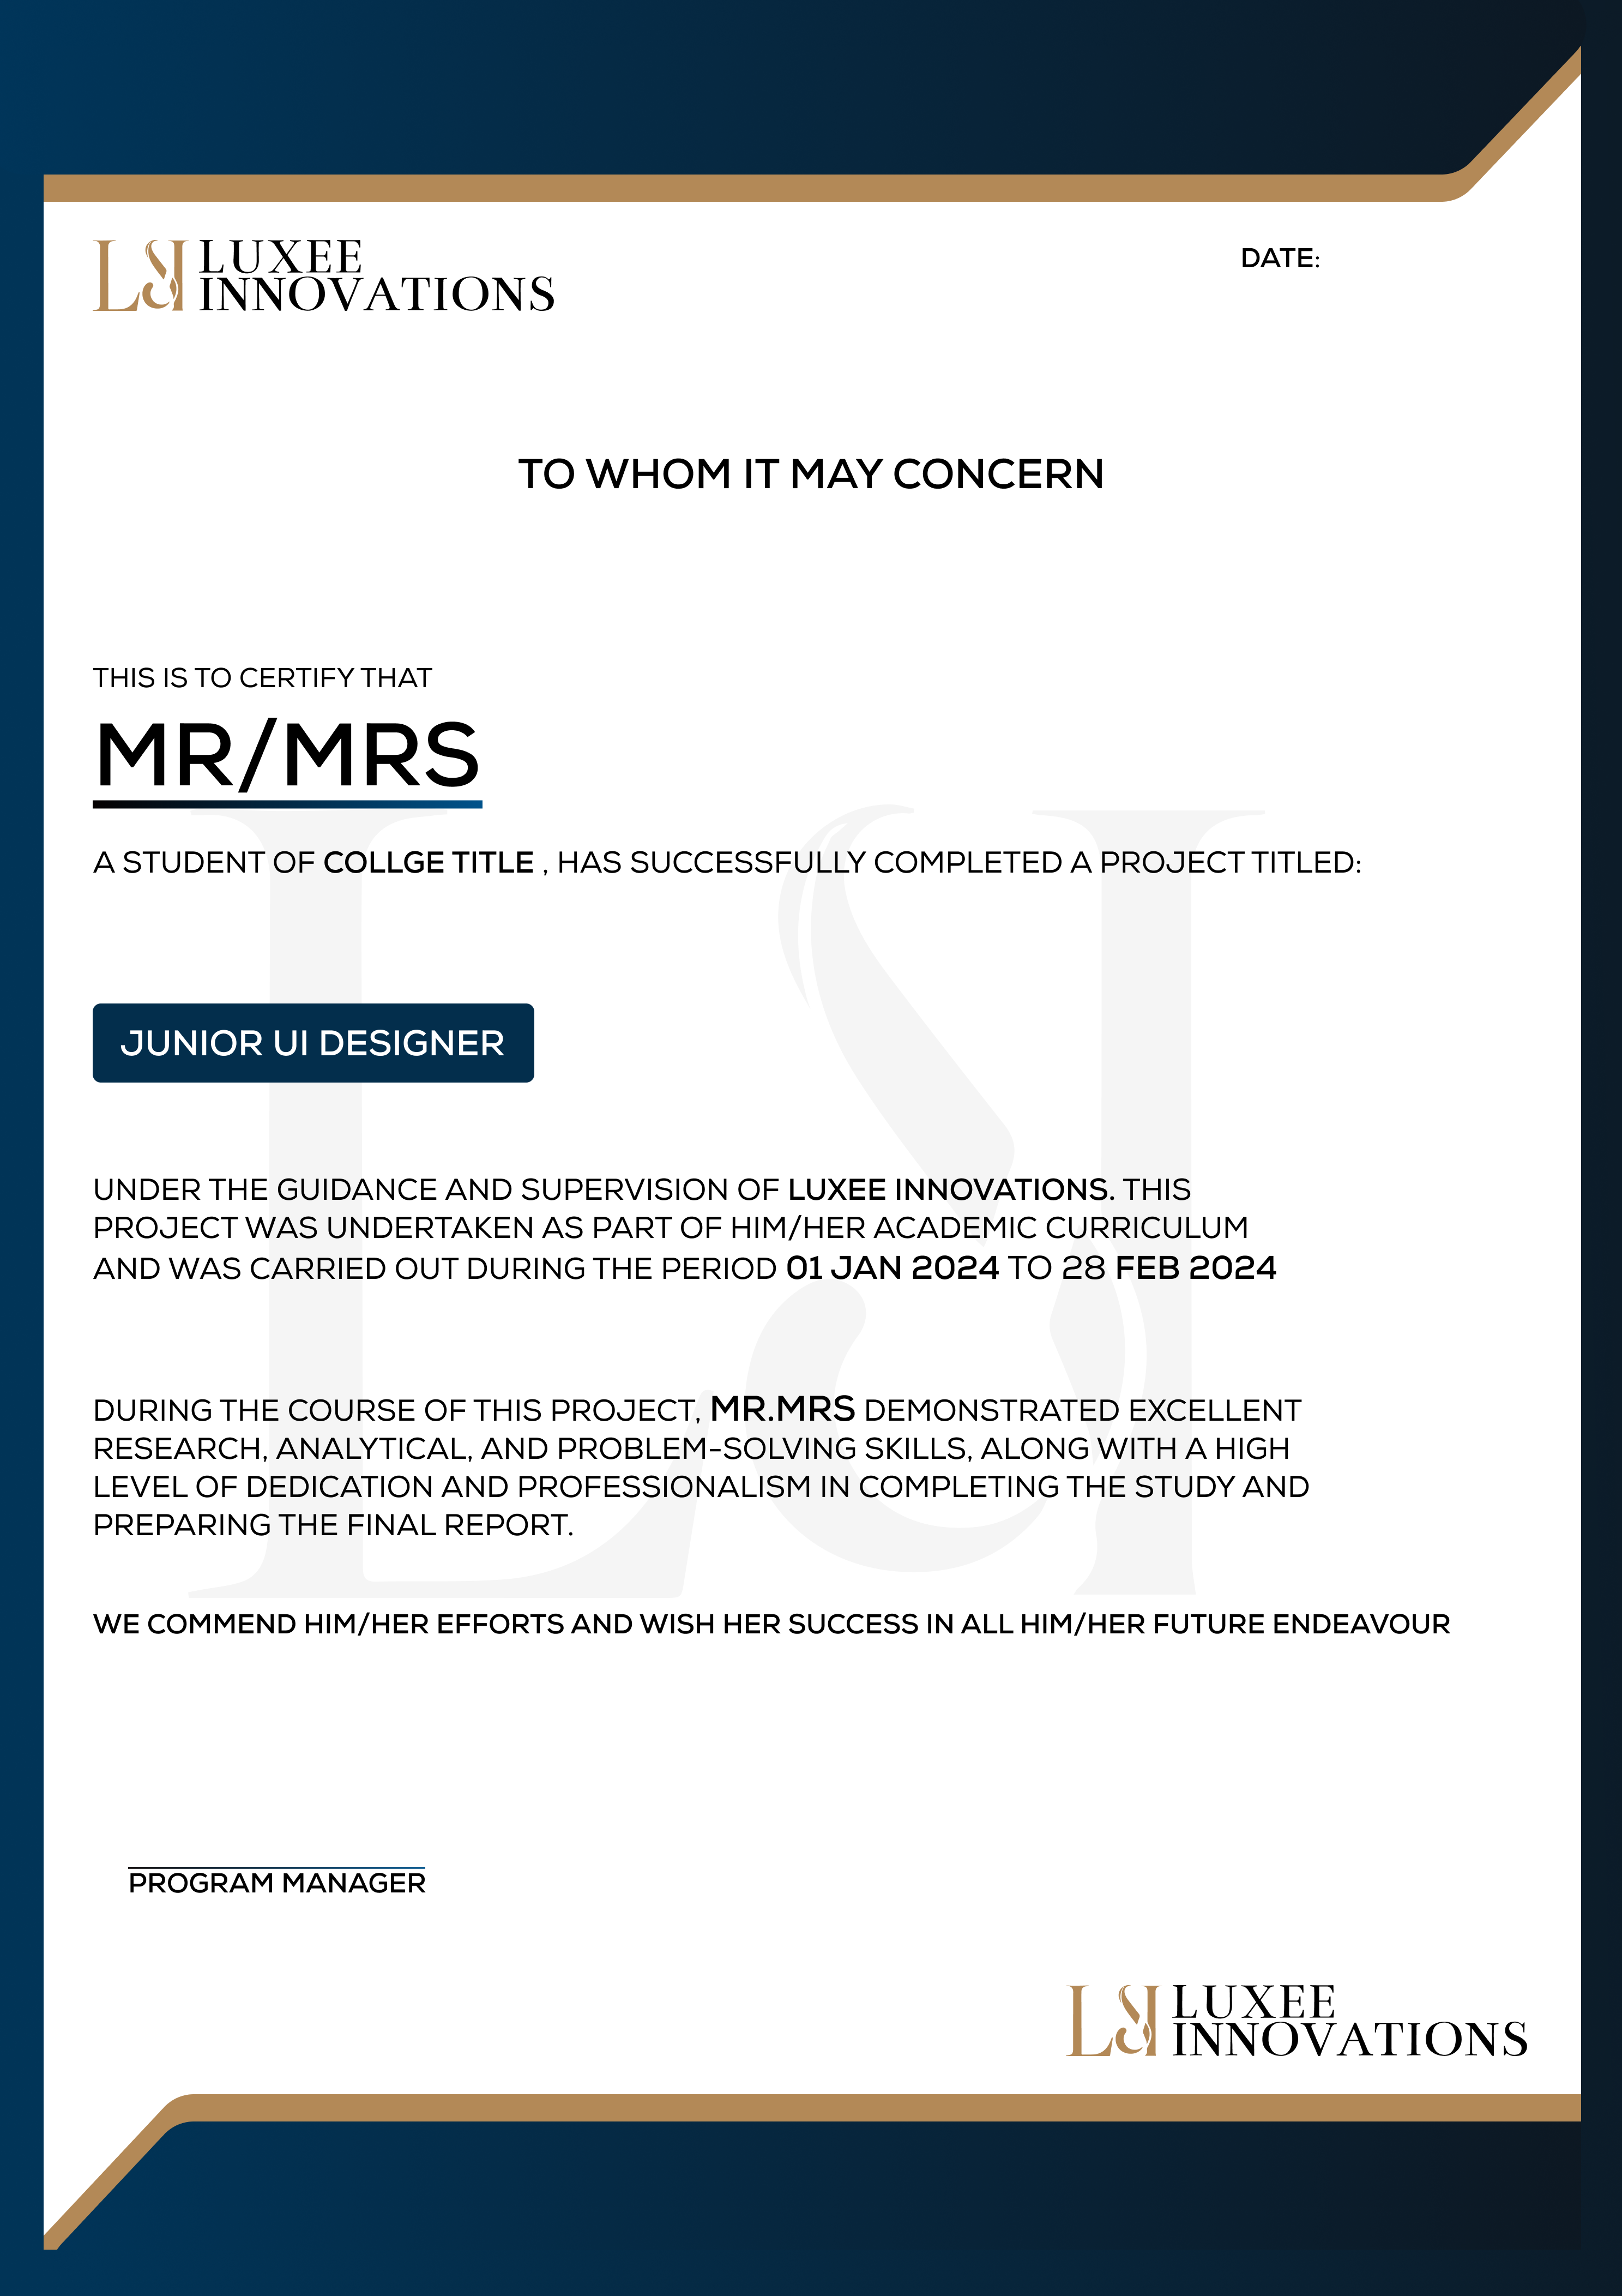 LUXEE
INNOVATIONS
DATE:
TO WHOM IT MAY CONCERN
THIS IS TO CERTIFY THAT
MR/MRS
A STUDENT OF COLLGE TITLE , HAS SUCCESSFULLY COMPLETED A PROJECT TITLED:
JUNIOR UI DESIGNER
UNDER THE GUIDANCE AND SUPERVISION OF LUXEE INNOVATIONS. THIS
PROJECT WAS UNDERTAKEN AS PART OF HIM/HER ACADEMIC CURRICULUM
AND WAS CARRIED OUT DURING THE PERIOD 01 JAN 2024 TO 28 FEB 2024
DURING THE COURSE OF THIS PROJECT, MR.MRS DEMONSTRATED EXCELLENT
RESEARCH, ANALYTICAL, AND PROBLEM-SOLVING SKILLS, ALONG WITH A HIGH
LEVEL OF DEDICATION AND PROFESSIONALISM IN COMPLETING THE STUDY AND
PREPARING THE FINAL REPORT.
WE COMMEND HIM/HER EFFORTS AND WISH HER SUCCESS IN ALL HIM/HER FUTURE ENDEAVOUR
PROGRAM MANAGER
LUXEE
INNOVATIONS